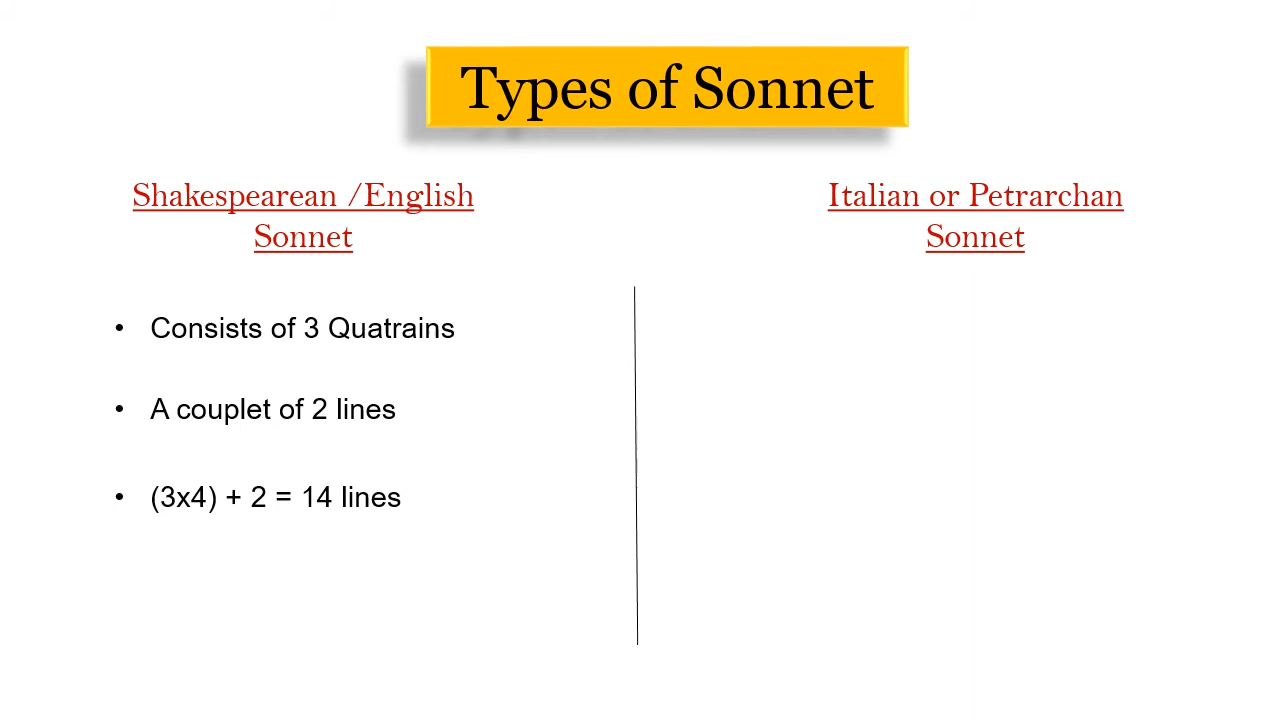 Types of Sonnet
Shakespearean /English
Sonnet
• Consists of 3 Quatrains
• A couplet of 2 lines
• (3x4) + 2 = 14 lines
Italian or Petrarchan
Sonnet